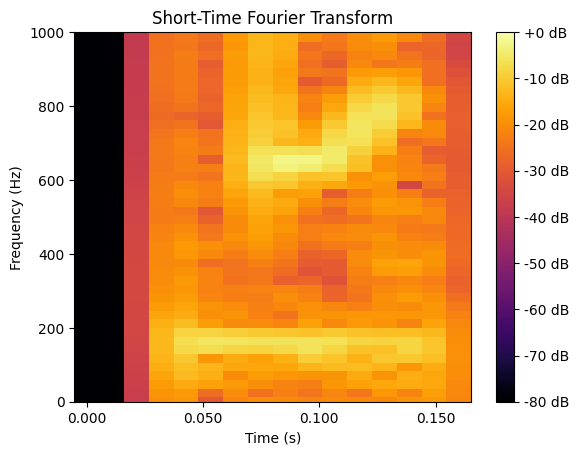 Short-Time Fourier Transform
1000
800
600
400
200
0
Frequency (Hz)
0.000
0.050
0.100
0.150
Time (s)
+0 dB
-10 dB
-20 dB
-30 dB
-40 dB
-50 dB
-60 dB
-70 dB
-80 dB